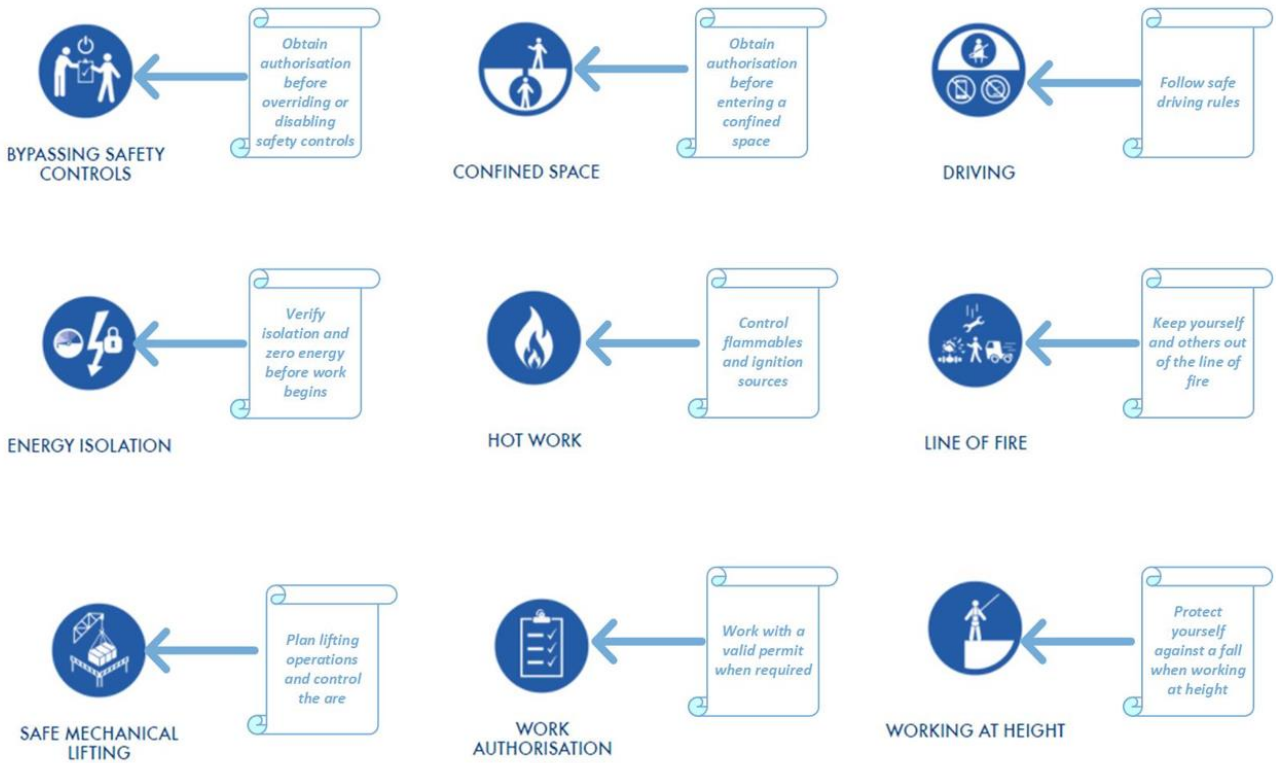 Obtain
authorisation
before
overriding or
disabling
safety controls
BYPASSING SAFETY
CONTROLS
Obtain
authorisation
before
entering a
confined
space
CONFINED SPACE
Follow safe
driving rules
DRIVING
Verify
isolation and
zero energy
before work
begins
ENERGY ISOLATION
Control
flammables
and ignition
sources
HOT WORK
Keep yourself
and others out
of the line of
fire
LINE OF FIRE
Plan lifting
operations
and control
the are
SAFE MECHANICAL
LIFTING
Work with a
valid permit
when required
WORK
AUTHORISATION
Protect
yourself
against a fall
when working
at height
WORKING AT HEIGHT